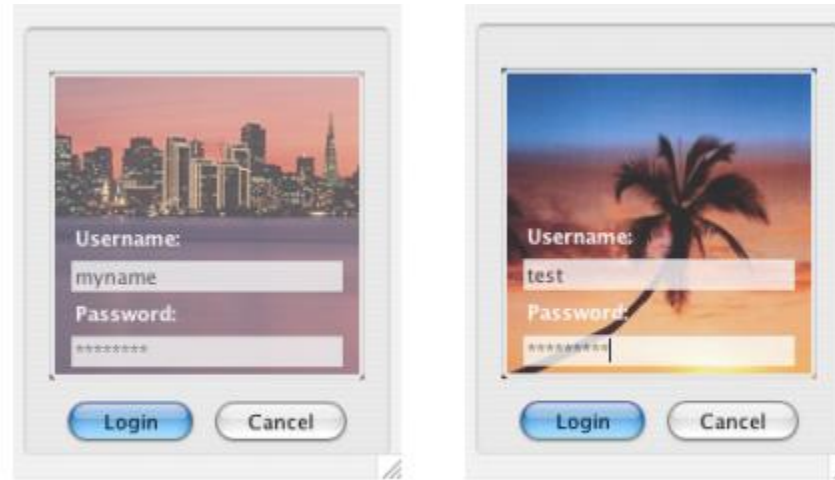 Username:
myname
Password:
********
Login Cancel
Username:
test
Password:
*********
Login Cancel